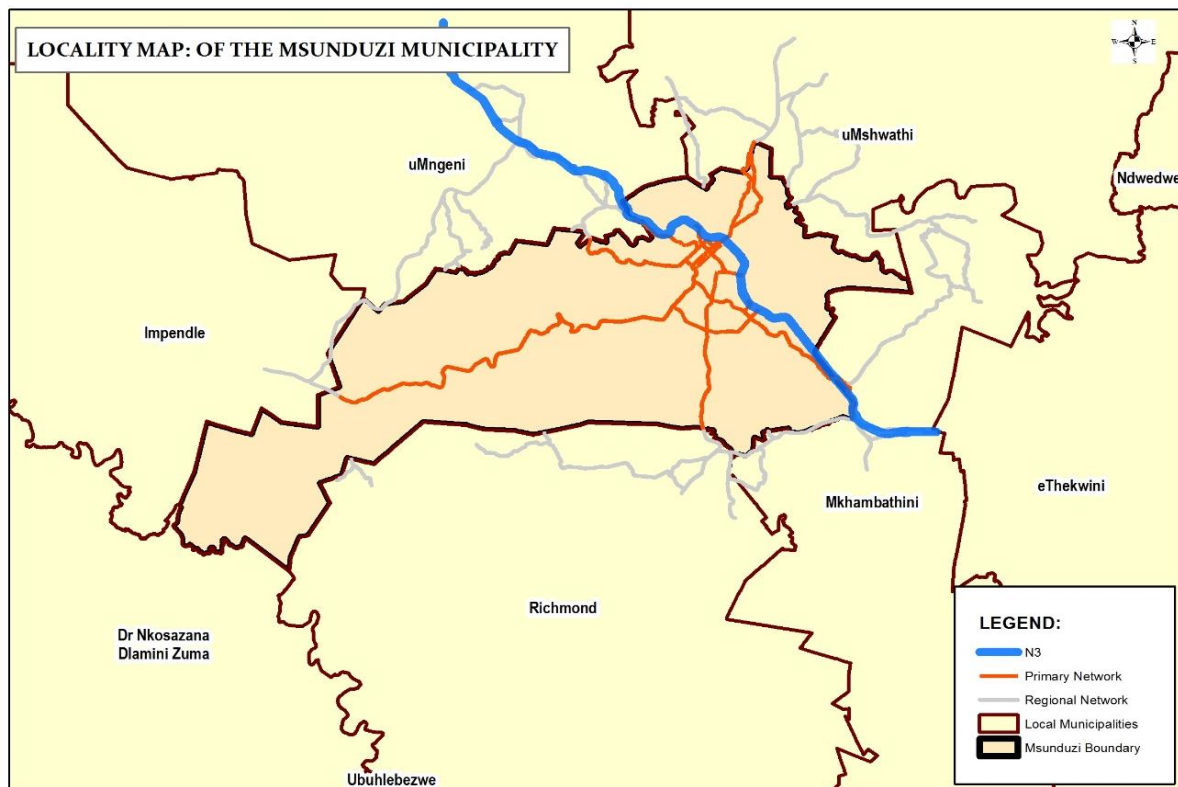 LOCALITY MAP: OF THE MSUNDUZI MUNICIPALITY
N
W E
S
uMngeni
uMshwathi
Ndwedwe
Impendle
eThekwini
Mkhambathini
Richmond
Dr Nkosazana
Dlamini Zuma
Ubuhlebezwe
LEGEND:
N3
Primary Network
Regional Network
Local Municipalities
Msunduzi Boundary